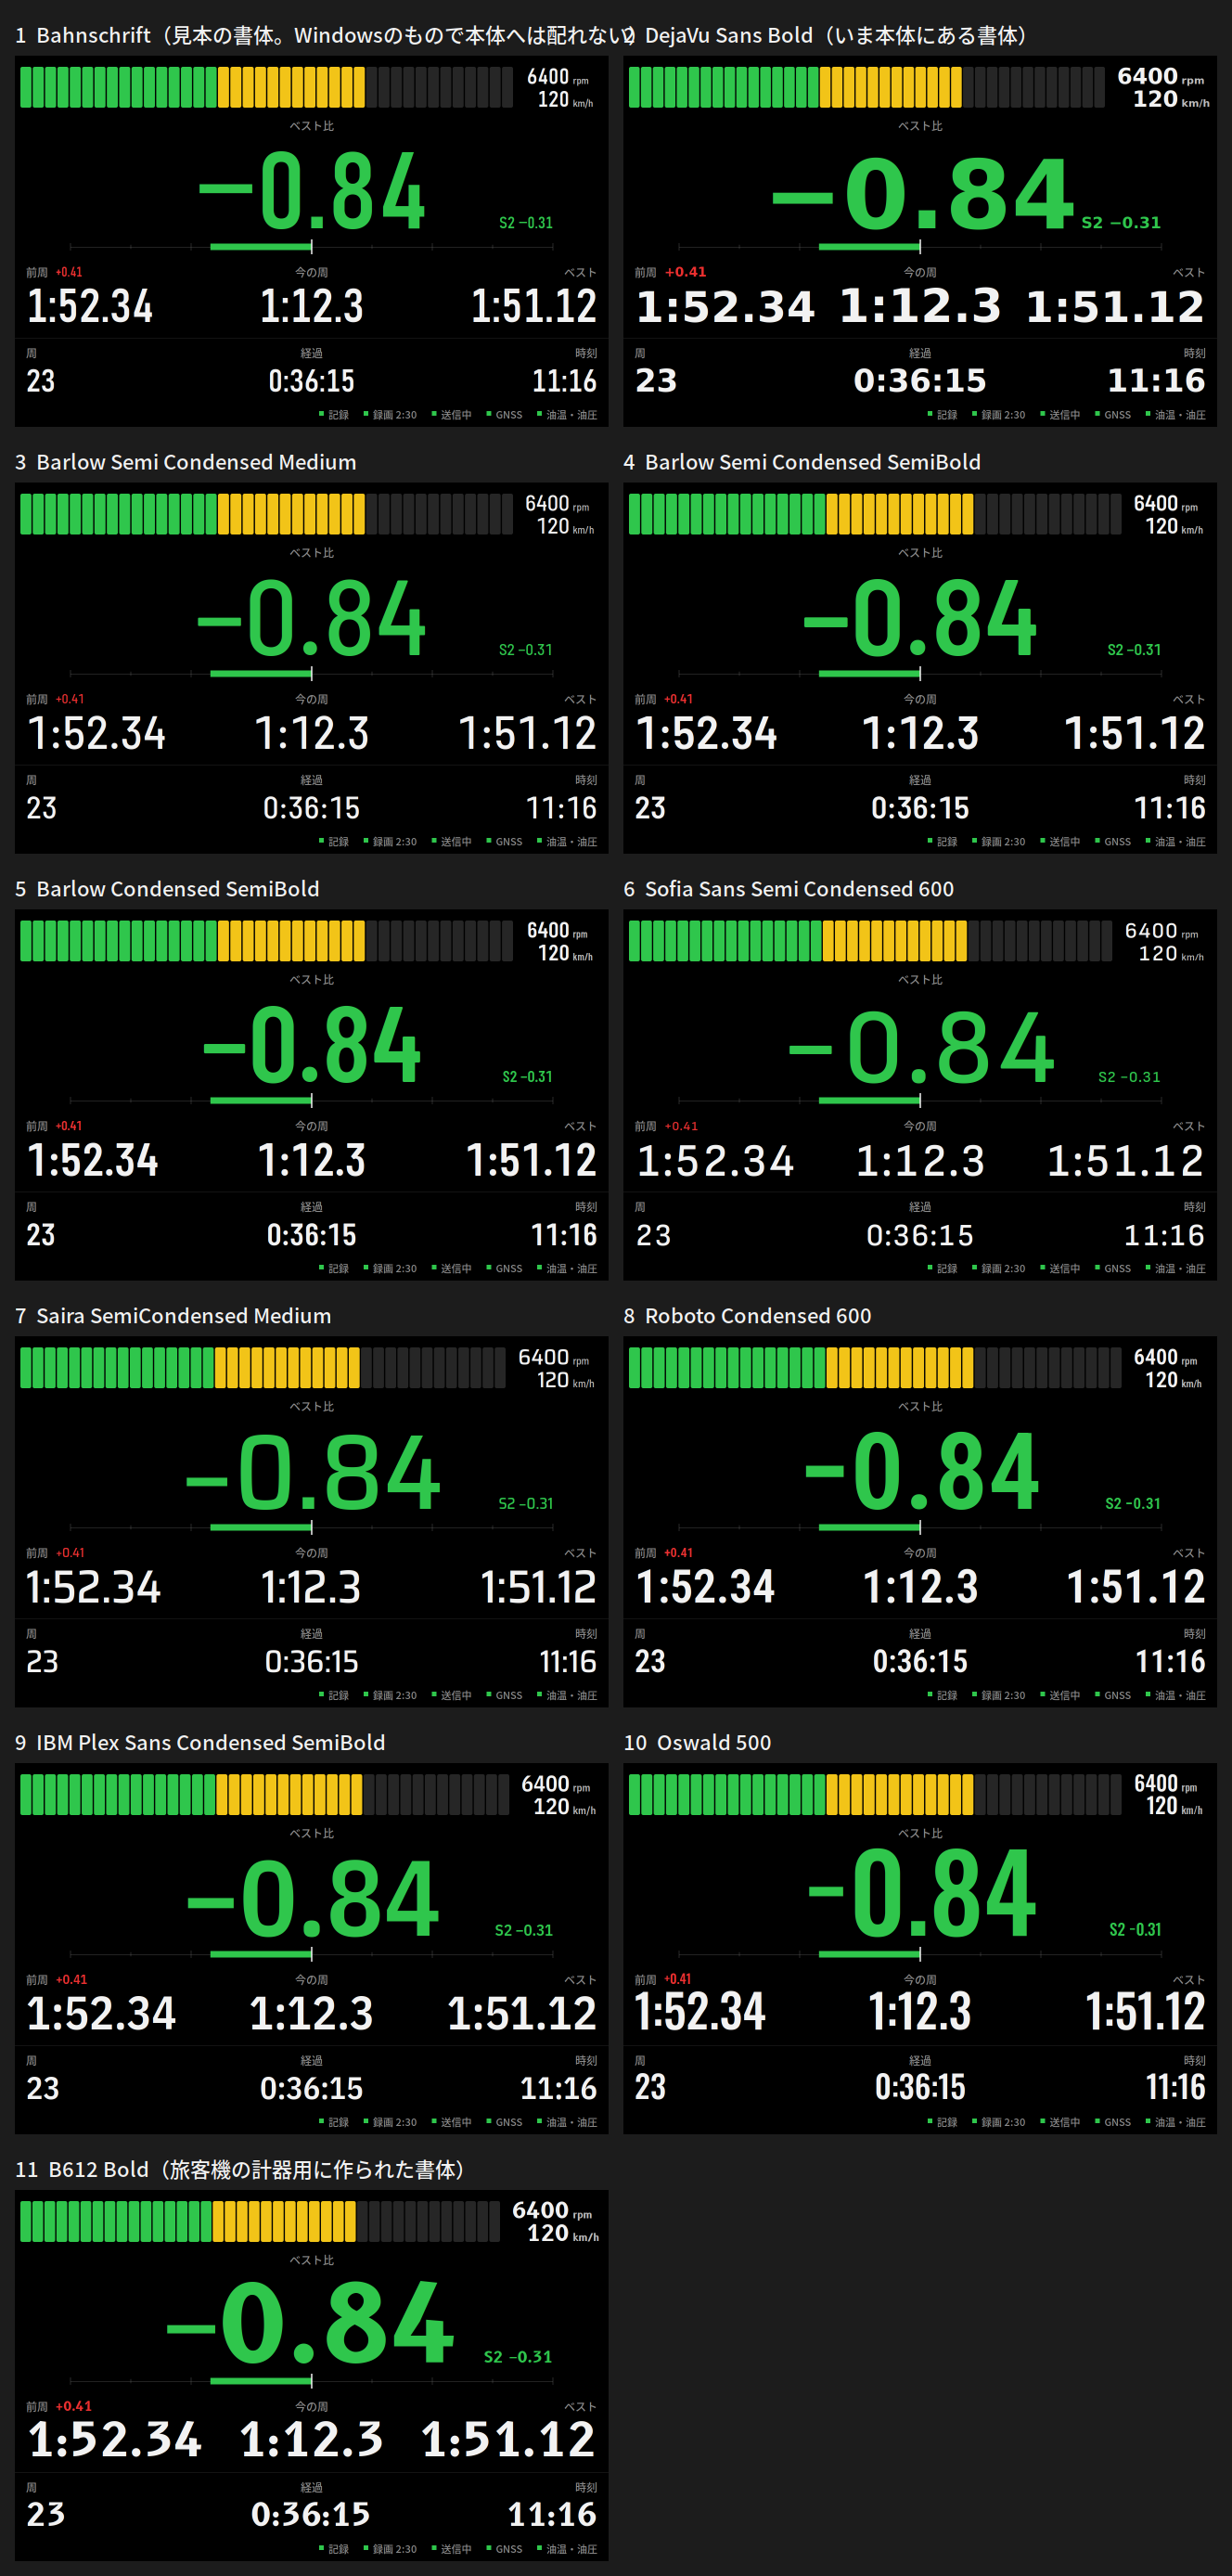 1 Bahnschrift（見本の書体。Windowsのもので本体へは配れない）
6400 rpm
120 km/h
ベスト比
−0.84
S2 −0.31
前周 +0.41 今の周 ベスト
1:52.34 1:12.3 1:51.12
周 経過 時刻
23 0:36:15 11:16
記録 録画 2:30 送信中 GNSS 油温・油圧
2 DejaVu Sans Bold（いま本体にある書体）
6400 rpm
120 km/h
ベスト比
−0.84
S2 −0.31
前周 +0.41 今の周 ベスト
1:52.34 1:12.3 1:51.12
周 経過 時刻
23 0:36:15 11:16
記録 録画 2:30 送信中 GNSS 油温・油圧
3 Barlow Semi Condensed Medium
6400 rpm
120 km/h
ベスト比
−0.84
S2 −0.31
前周 +0.41 今の周 ベスト
1:52.34 1:12.3 1:51.12
周 経過 時刻
23 0:36:15 11:16
記録 録画 2:30 送信中 GNSS 油温・油圧
4 Barlow Semi Condensed SemiBold
6400 rpm
120 km/h
ベスト比
−0.84
S2 −0.31
前周 +0.41 今の周 ベスト
1:52.34 1:12.3 1:51.12
周 経過 時刻
23 0:36:15 11:16
記録 録画 2:30 送信中 GNSS 油温・油圧
5 Barlow Condensed SemiBold
6400 rpm
120 km/h
ベスト比
−0.84
S2 −0.31
前周 +0.41 今の周 ベスト
1:52.34 1:12.3 1:51.12
周 経過 時刻
23 0:36:15 11:16
記録 録画 2:30 送信中 GNSS 油温・油圧
6 Sofia Sans Semi Condensed 600
6400 rpm
120 km/h
ベスト比
−0.84
S2 −0.31
前周 +0.41 今の周 ベスト
1:52.34 1:12.3 1:51.12
周 経過 時刻
23 0:36:15 11:16
記録 録画 2:30 送信中 GNSS 油温・油圧
7 Saira SemiCondensed Medium
6400 rpm
120 km/h
ベスト比
−0.84
S2 −0.31
前周 +0.41 今の周 ベスト
1:52.34 1:12.3 1:51.12
周 経過 時刻
23 0:36:15 11:16
記録 録画 2:30 送信中 GNSS 油温・油圧
8 Roboto Condensed 600
6400 rpm
120 km/h
ベスト比
−0.84
S2 −0.31
前周 +0.41 今の周 ベスト
1:52.34 1:12.3 1:51.12
周 経過 時刻
23 0:36:15 11:16
記録 録画 2:30 送信中 GNSS 油温・油圧
9 IBM Plex Sans Condensed SemiBold
6400 rpm
120 km/h
ベスト比
−0.84
S2 −0.31
前周 +0.41 今の周 ベスト
1:52.34 1:12.3 1:51.12
周 経過 時刻
23 0:36:15 11:16
記録 録画 2:30 送信中 GNSS 油温・油圧
10 Oswald 500
6400 rpm
120 km/h
ベスト比
−0.84
S2 −0.31
前周 +0.41 今の周 ベスト
1:52.34 1:12.3 1:51.12
周 経過 時刻
23 0:36:15 11:16
記録 録画 2:30 送信中 GNSS 油温・油圧
11 B612 Bold（旅客機の計器用に作られた書体）
6400 rpm
120 km/h
ベスト比
−0.84
S2 −0.31
前周 +0.41 今の周 ベスト
1:52.34 1:12.3 1:51.12
周 経過 時刻
23 0:36:15 11:16
記録 録画 2:30 送信中 GNSS 油温・油圧